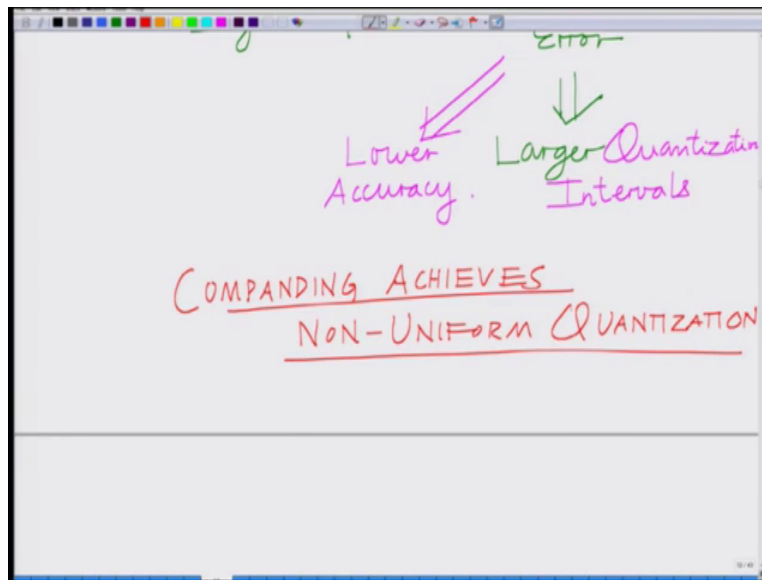 Error
Lower Larger Quantization
Accuracy. Intervals
COMPANDING ACHIEVES
NON-UNIFORM QUANTIZATION